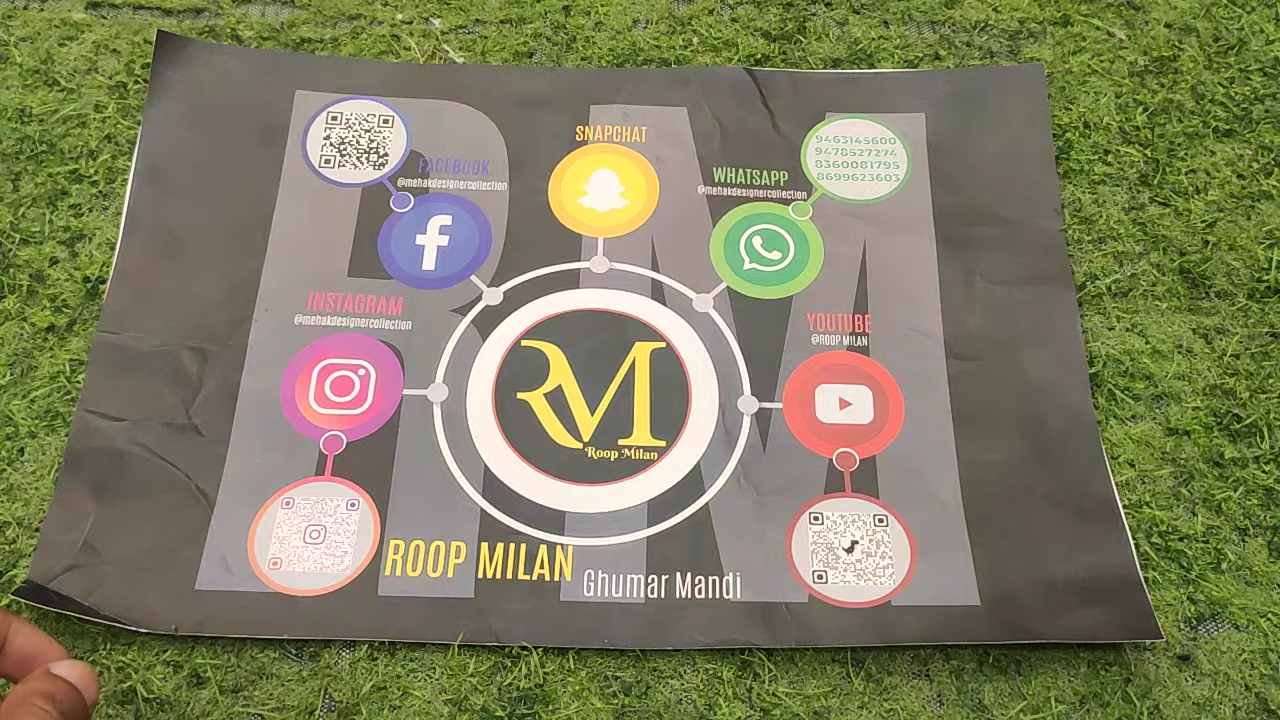 SNAPCHAT
FACEBOOK
@mehakdesignercollection
WHATSAPP
@mehakdesignercollection
9463145600
9478527274
8360081795
8699623603
INSTAGRAM
@mehakdesignercollection
YOUTUBE
@ROOP MILAN
RM
Roop Milan
ROOP MILAN
Ghumar Mandi
RM